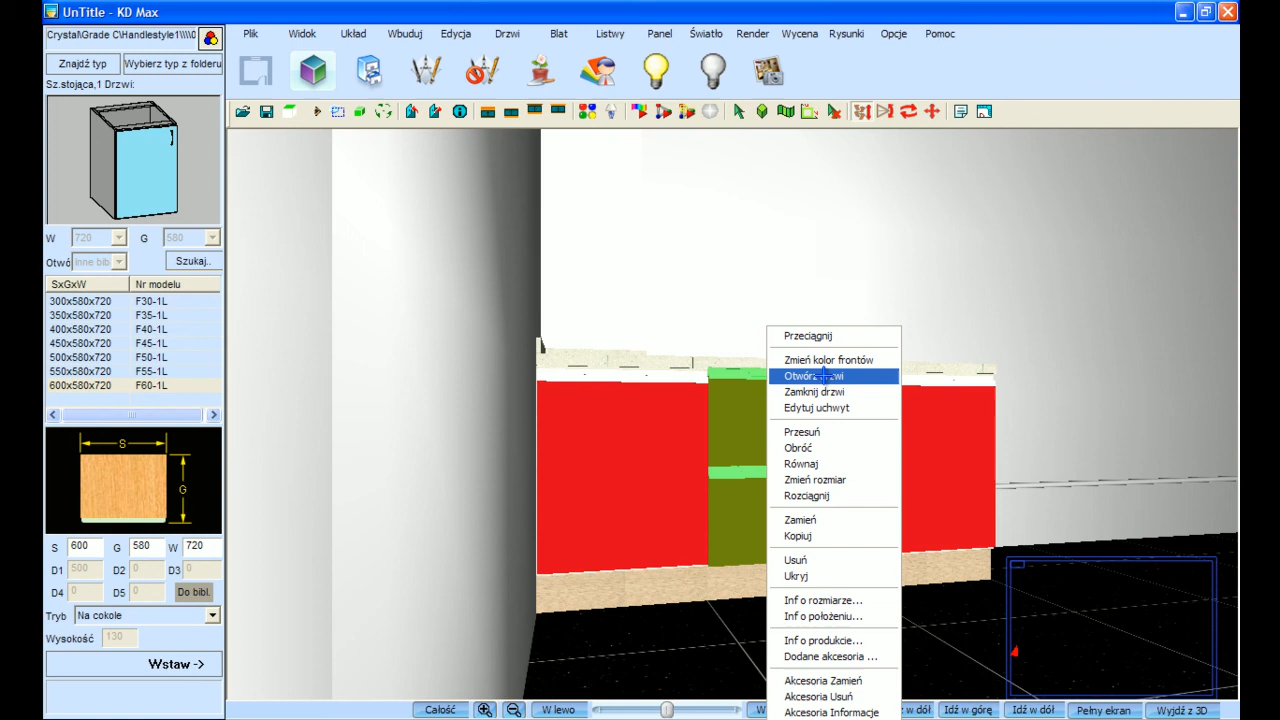 UnTitle - KD Max
Crystal\Grade C\Handlestyle1\\\\0
Plik Widok Układ Wbuduj Edycja Drzwi Blat Listwy Panel Światło Render Wycena Rysunki Opcje Pomoc
Znajdź typ Wybierz typ z folderu
Sz.stojąca,1 Drzwi:
W 720 G 580
Otwó Inne bib Szukaj..
SxGxW Nr modelu
300x580x720 F30-1L
350x580x720 F35-1L
400x580x720 F40-1L
450x580x720 F45-1L
500x580x720 F50-1L
550x580x720 F55-1L
600x580x720 F60-1L
S
G
S 600 G 580 W 720
D1 500 D2 0 D3 0
D4 0 D5 0 Do bibl.
Tryb Na cokole
Wysokość 130
Wstaw ->
Przeciągnij
Zmień kolor frontów
Otwórz drzwi
Zamknij drzwi
Edytuj uchwyt
Przesuń
Obróć
Równaj
Zmień rozmiar
Rozciągnij
Zamień
Kopiuj
Usuń
Ukryj
Inf o rozmiarze...
Inf o położeniu...
Inf o produkcie...
Dodane akcesoria ...
Akcesoria Zamień
Akcesoria Usuń
Akcesoria Informacje
Całość W lewo W w dół Idź w górę Idź w dół Pełny ekran Wyjdź z 3D